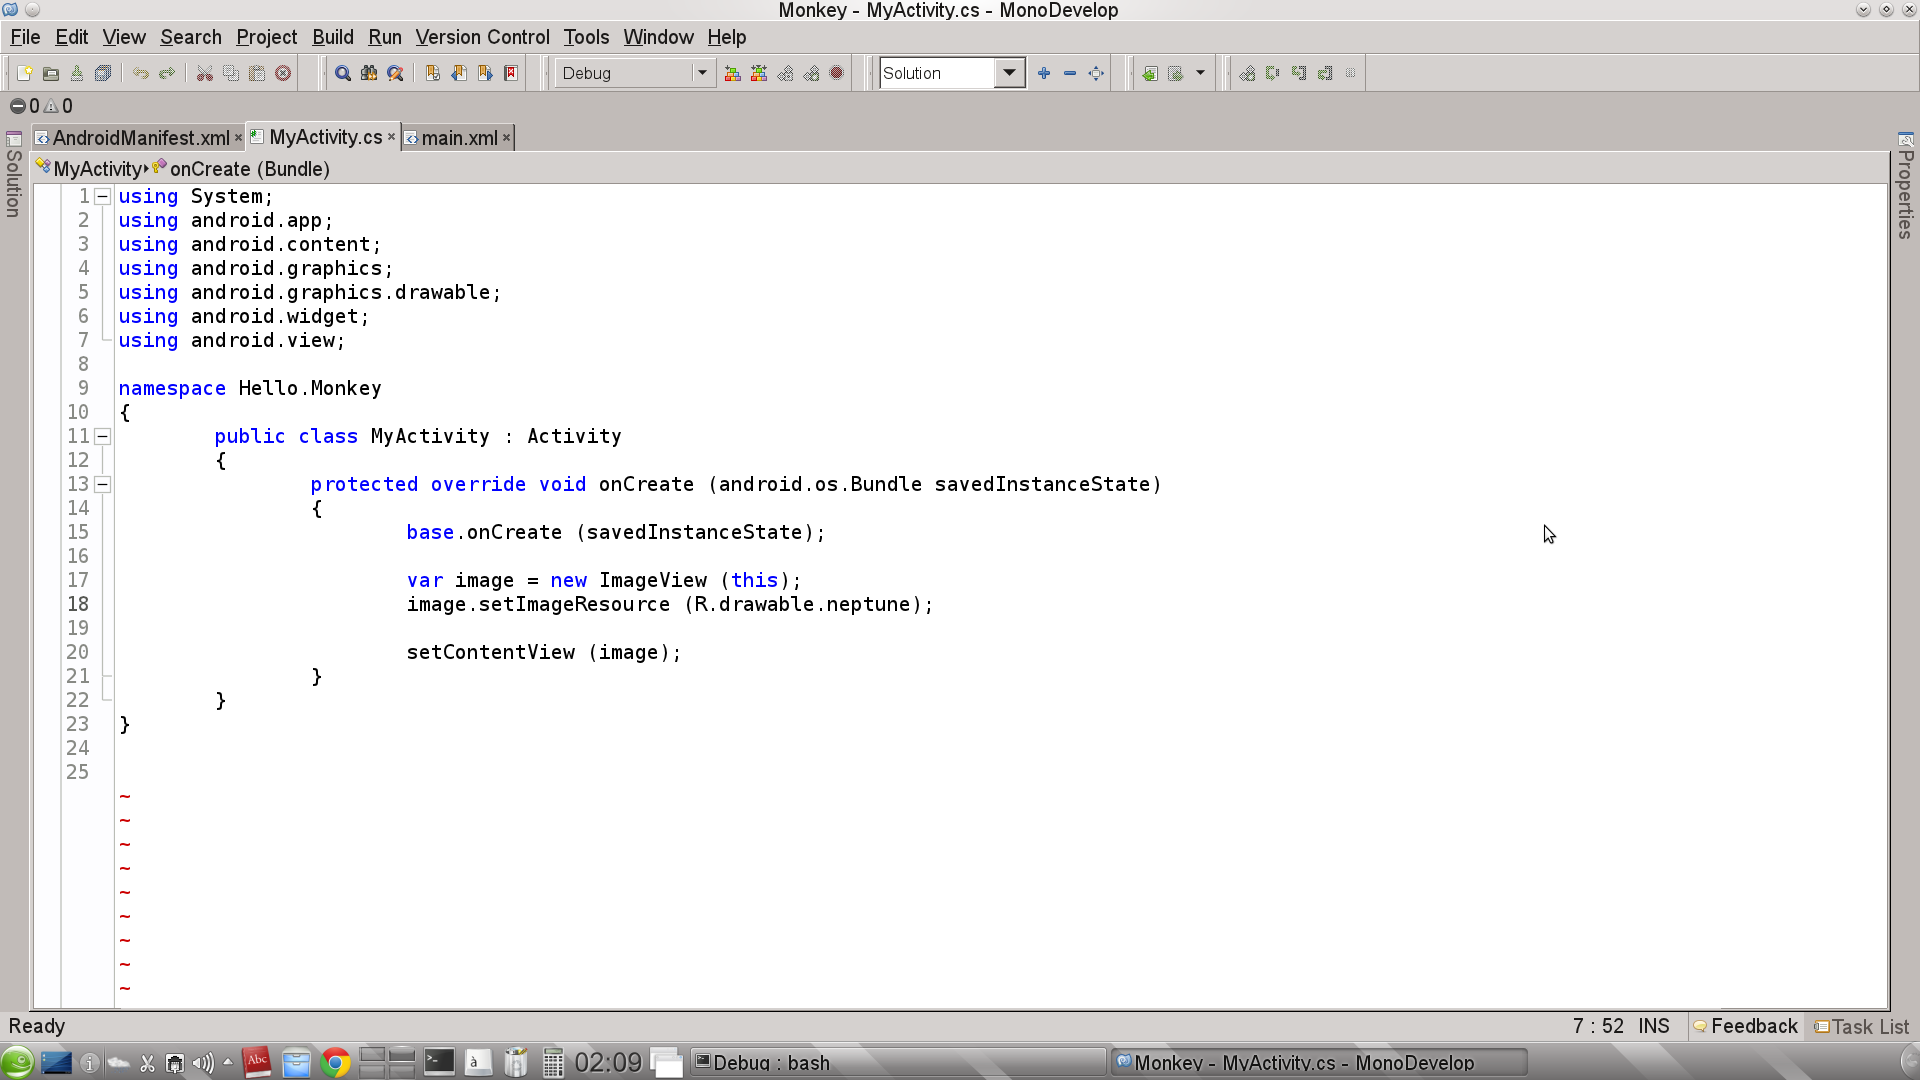 Monkey - MyActivity.cs - MonoDevelop
File Edit View Search Project Build Run Version Control Tools Window Help
Debug Solution
0 0
AndroidManifest.xml × MyActivity.cs × main.xml ×
Solution
Properties
MyActivity onCreate (Bundle)
1 using System;
2 using android.app;
3 using android.content;
4 using android.graphics;
5 using android.graphics.drawable;
6 using android.widget;
7 using android.view;
8
9 namespace Hello.Monkey
10 {
11 public class MyActivity : Activity
12 {
13 protected override void onCreate (android.os.Bundle savedInstanceState)
14 {
15 base.onCreate (savedInstanceState);
16
17 var image = new ImageView (this);
18 image.setImageResource (R.drawable.neptune);
19
20 setContentView (image);
21 }
22 }
23 }
24
25
~
~
~
~
~
~
~
~
~
Ready 7 : 52 INS Feedback Task List
Abc à 02:09 Debug : bash Monkey - MyActivity.cs - MonoDevelop